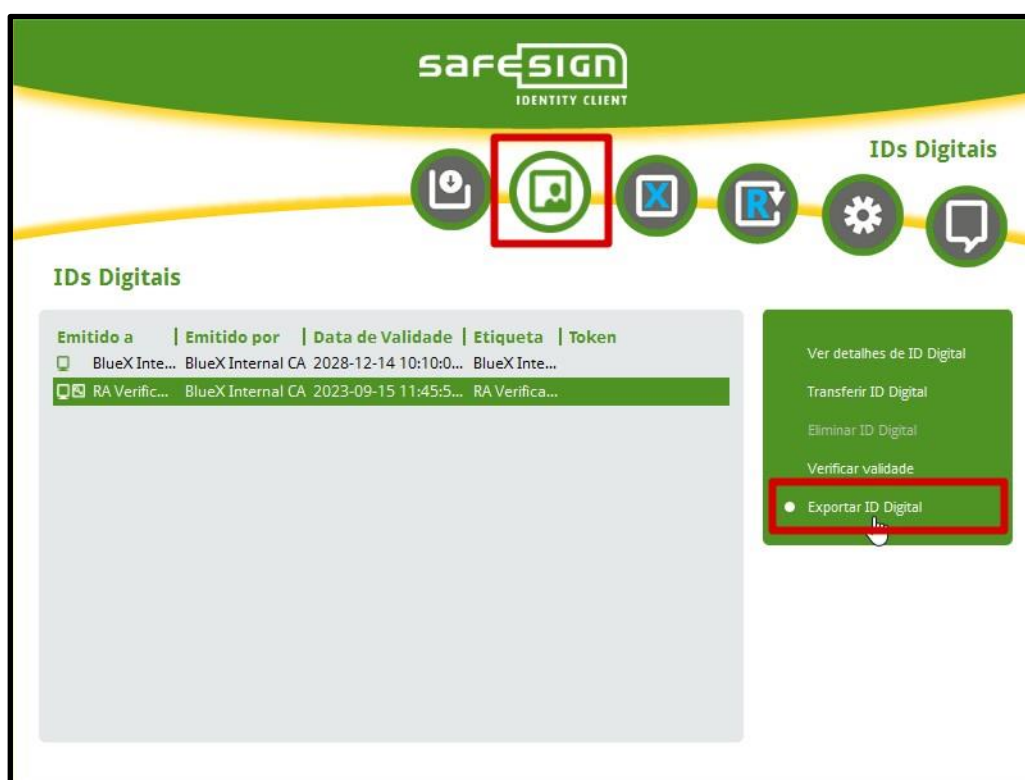 safesign
IDENTITY CLIENT
IDs Digitais
X
R
IDs Digitais
Emitido a Emitido por Data de Validade Etiqueta Token
BlueX Inte... BlueX Internal CA 2028-12-14 10:10:0... BlueX Inte...
RA Verific... BlueX Internal CA 2023-09-15 11:45:5... RA Verifica...
Ver detalhes de ID Digital
Transferir ID Digital
Eliminar ID Digital
Verificar validade
Exportar ID Digital